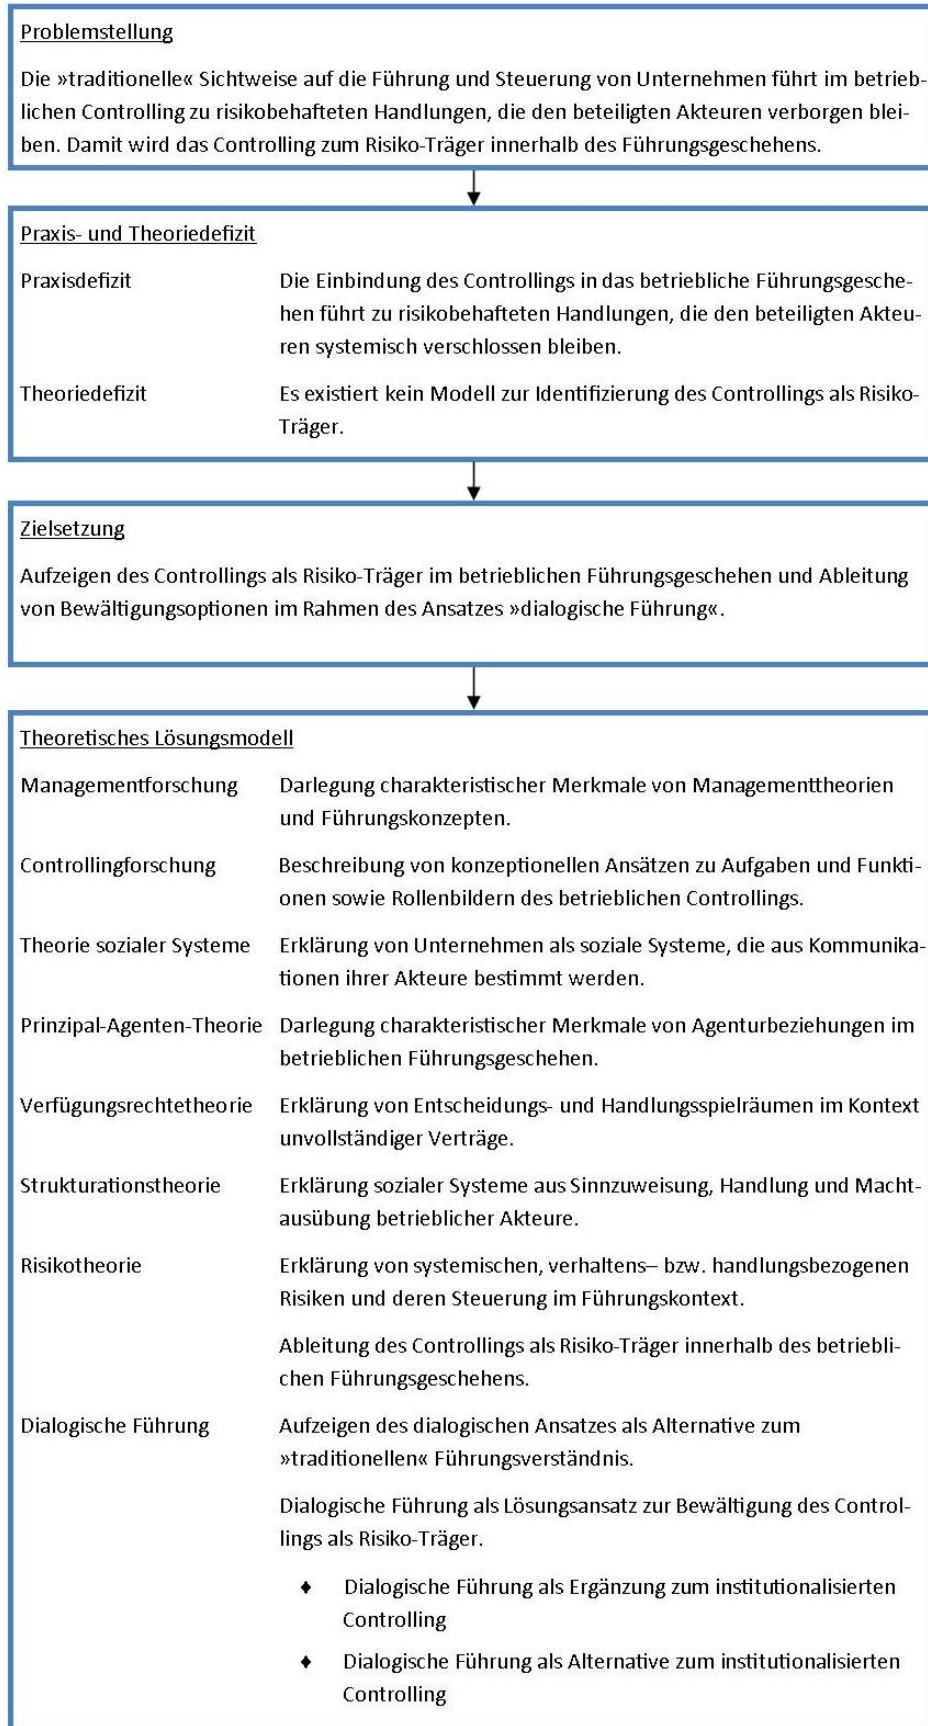 Problemstellung
Die »traditionelle« Sichtweise auf die Führung und Steuerung von Unternehmen führt im betrieb-
lichen Controlling zu risikobehafteten Handlungen, die den beteiligten Akteuren verborgen blei-
ben. Damit wird das Controlling zum Risiko-Träger innerhalb des Führungsgeschehens.
Praxis- und Theoriedefizit
Praxisdefizit Die Einbindung des Controllings in das betriebliche Führungsgesche-
hen führt zu risikobehafteten Handlungen, die den beteiligten Akteu-
ren systemisch verschlossen bleiben.
Theoriedefizit Es existiert kein Modell zur Identifizierung des Controllings als Risiko-
Träger.
Zielsetzung
Aufzeigen des Controllings als Risiko-Träger im betrieblichen Führungsgeschehen und Ableitung
von Bewältigungsoptionen im Rahmen des Ansatzes »dialogische Führung«.
Theoretisches Lösungsmodell
Managementforschung Darlegung charakteristischer Merkmale von Managementtheorien
und Führungskonzepten.
Controllingforschung Beschreibung von konzeptionellen Ansätzen zu Aufgaben und Funkti-
onen sowie Rollenbildern des betrieblichen Controllings.
Theorie sozialer Systeme Erklärung von Unternehmen als soziale Systeme, die aus Kommunika-
tionen ihrer Akteure bestimmt werden.
Prinzipal-Agenten-Theorie Darlegung charakteristischer Merkmale von Agenturbeziehungen im
betrieblichen Führungsgeschehen.
Verfügungsrechtetheorie Erklärung von Entscheidungs- und Handlungsspielräumen im Kontext
unvollständiger Verträge.
Strukturationstheorie Erklärung sozialer Systeme aus Sinnzuweisung, Handlung und Macht-
ausübung betrieblicher Akteure.
Risikotheorie Erklärung von systemischen, verhaltens– bzw. handlungsbezogenen
Risiken und deren Steuerung im Führungskontext.
Ableitung des Controllings als Risiko-Träger innerhalb des betriebli-
chen Führungsgeschehens.
Dialogische Führung Aufzeigen des dialogischen Ansatzes als Alternative zum
»traditionellen« Führungsverständnis.
Dialogische Führung als Lösungsansatz zur Bewältigung des Control-
lings als Risiko-Träger.
♦ Dialogische Führung als Ergänzung zum institutionalisierten
Controlling
♦ Dialogische Führung als Alternative zum institutionalisierten
Controlling